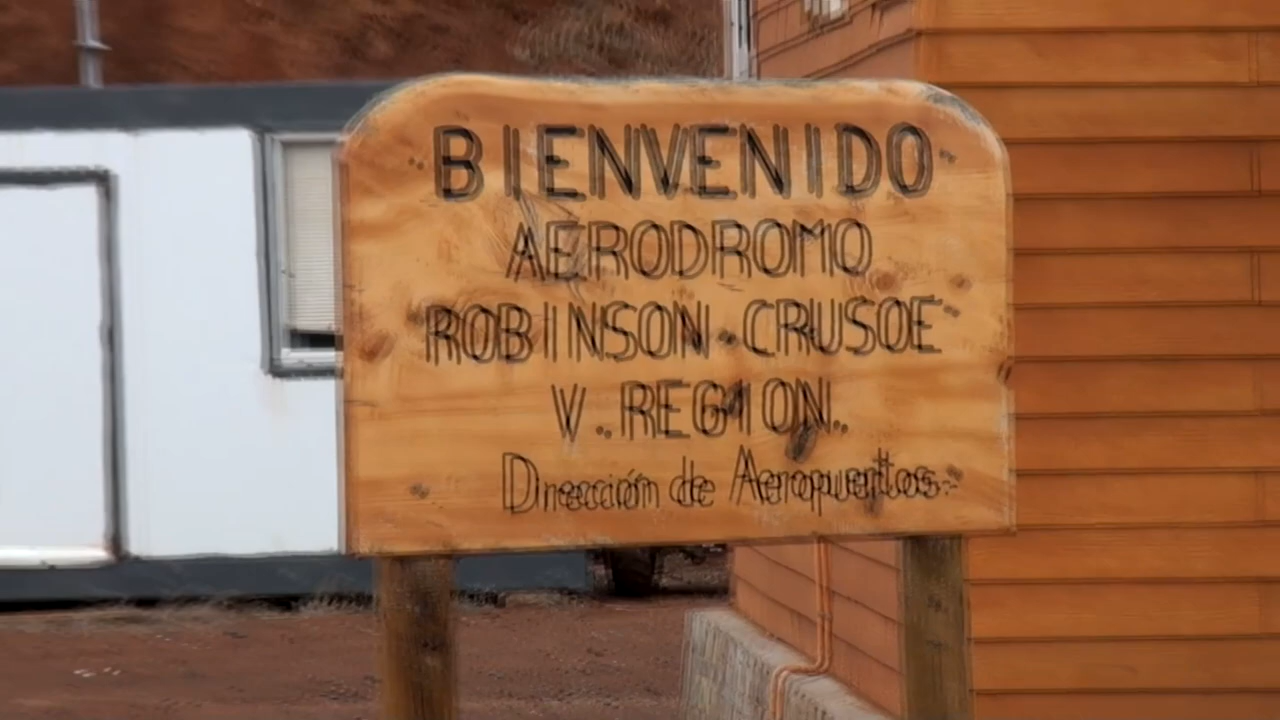 BIENVENIDO
AERODROMO
ROBINSON CRUSOE
V. REGION.
Dirección de Aeropuertos.